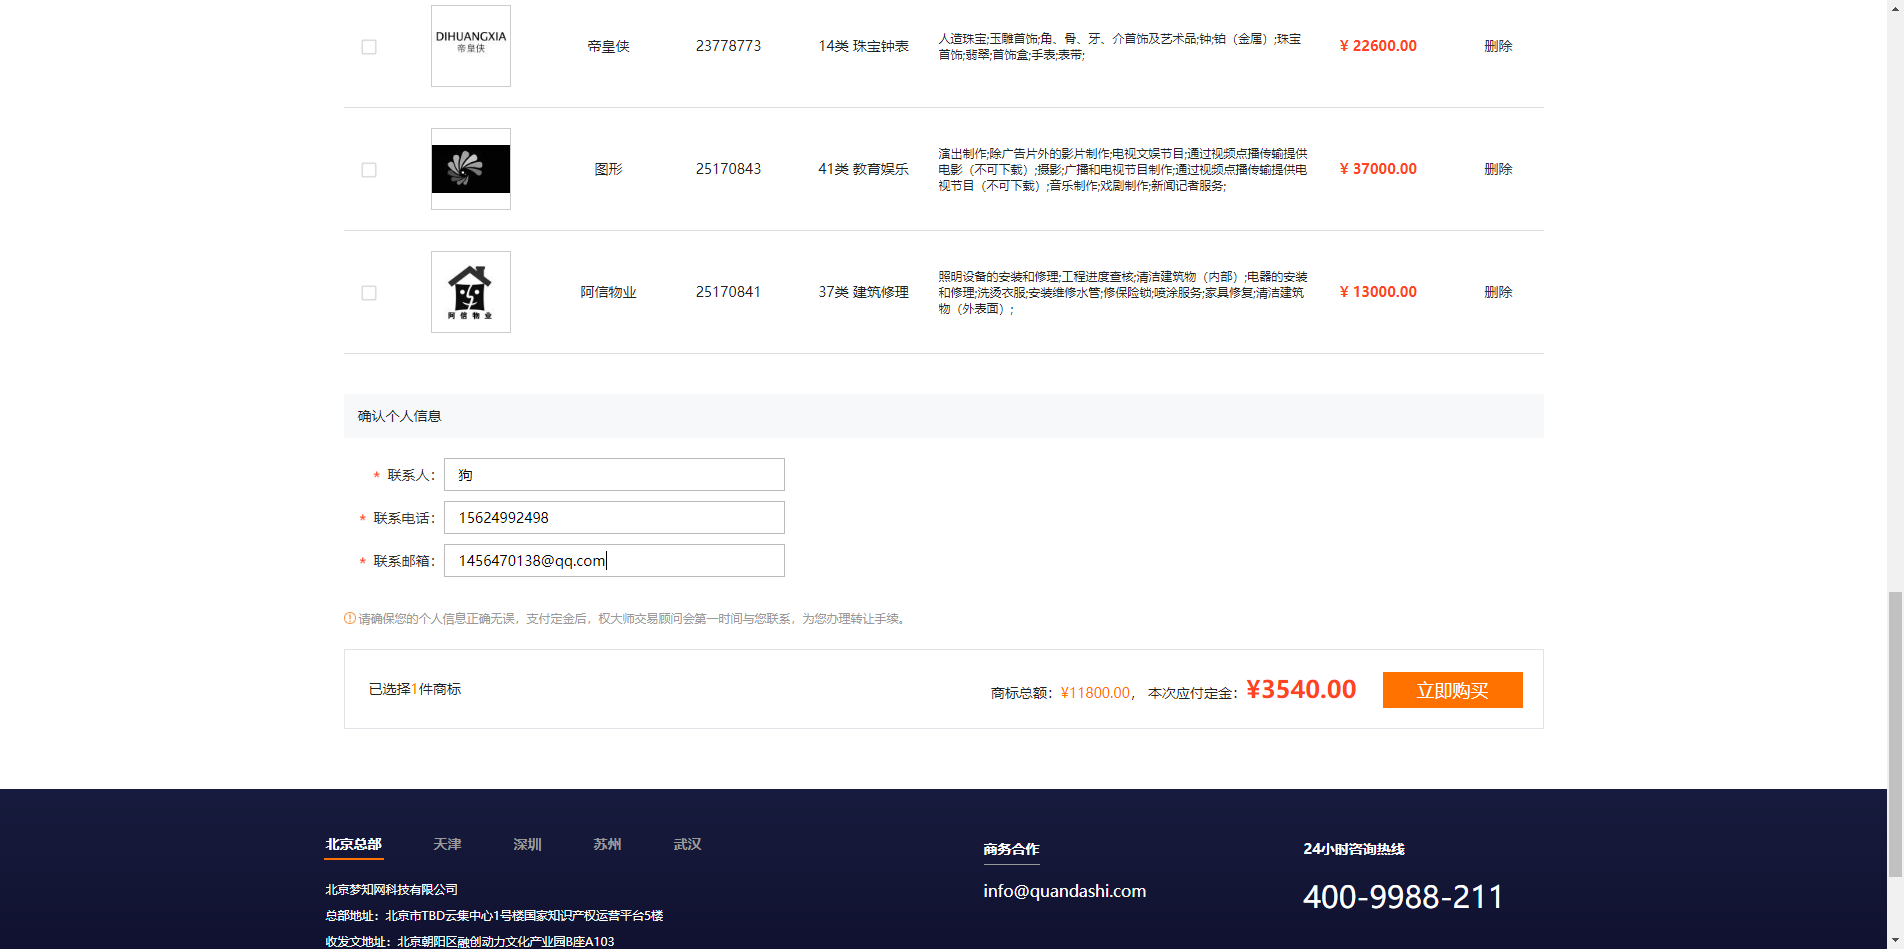 DIHUANGXIA
帝皇侠
帝皇侠
23778773
14类 珠宝钟表
人造珠宝;玉雕首饰;角、骨、牙、介首饰及艺术品;钟;铂（金属）;珠宝
首饰;翡翠;首饰盒;手表;表带;
¥ 22600.00
删除
图形
25170843
41类 教育娱乐
演出制作;除广告片外的影片制作;电视文娱节目;通过视频点播传输提供
电影（不可下载）;摄影;广播和电视节目制作;通过视频点播传输提供电
视节目（不可下载）;音乐制作;戏剧制作;新闻记者服务;
¥ 37000.00
删除
阿信物业
阿信物业
25170841
37类 建筑修理
照明设备的安装和修理;工程进度查核;清洁建筑物（内部）;电器的安装
和修理;洗烫衣服;安装维修水管;修保险锁;喷涂服务;家具修复;清洁建筑
物（外表面）;
¥ 13000.00
删除
确认个人信息
* 联系人： 狗
* 联系电话： 15624992498
* 联系邮箱： 1456470138@qq.com
请确保您的个人信息正确无误，支付定金后，权大师交易顾问会第一时间与您联系，为您办理转让手续。
已选择1件商标
商标总额：¥11800.00， 本次应付定金：¥3540.00
立即购买
北京总部 天津 深圳 苏州 武汉
北京梦知网科技有限公司
总部地址：北京市TBD云集中心1号楼国家知识产权运营平台5楼
收发文地址：北京朝阳区融创动力文化产业园B座A103
商务合作
info@quandashi.com
24小时咨询热线
400-9988-211